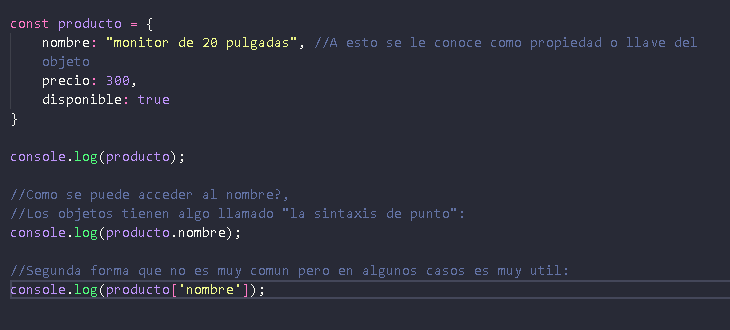 const producto = {
nombre: "monitor de 20 pulgadas", //A esto se le conoce como propiedad o llave del
objeto
precio: 300,
disponible: true
}
console.log(producto);
//Como se puede acceder al nombre?,
//Los objetos tienen algo llamado "la sintaxis de punto":
console.log(producto.nombre);
//Segunda forma que no es muy comun pero en algunos casos es muy util:
console.log(producto['nombre']);